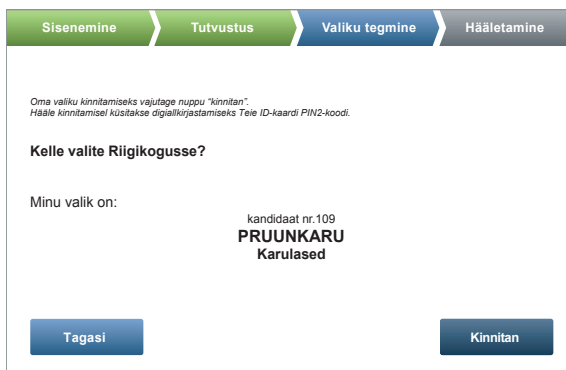 Sisenemine
Tutvustus
Valiku tegmine
Hääletamine
Oma valiku kinnitamiseks vajutage nuppu “kinnitan”.
Hääle kinnitamisel küsitakse digiallkirjastamiseks Teie ID-kaardi PIN2-koodi.
Kelle valite Riigikogusse?
Minu valik on:
kandidaat nr.109
PRUUNKARU
Karulased
Tagasi
Kinnitan